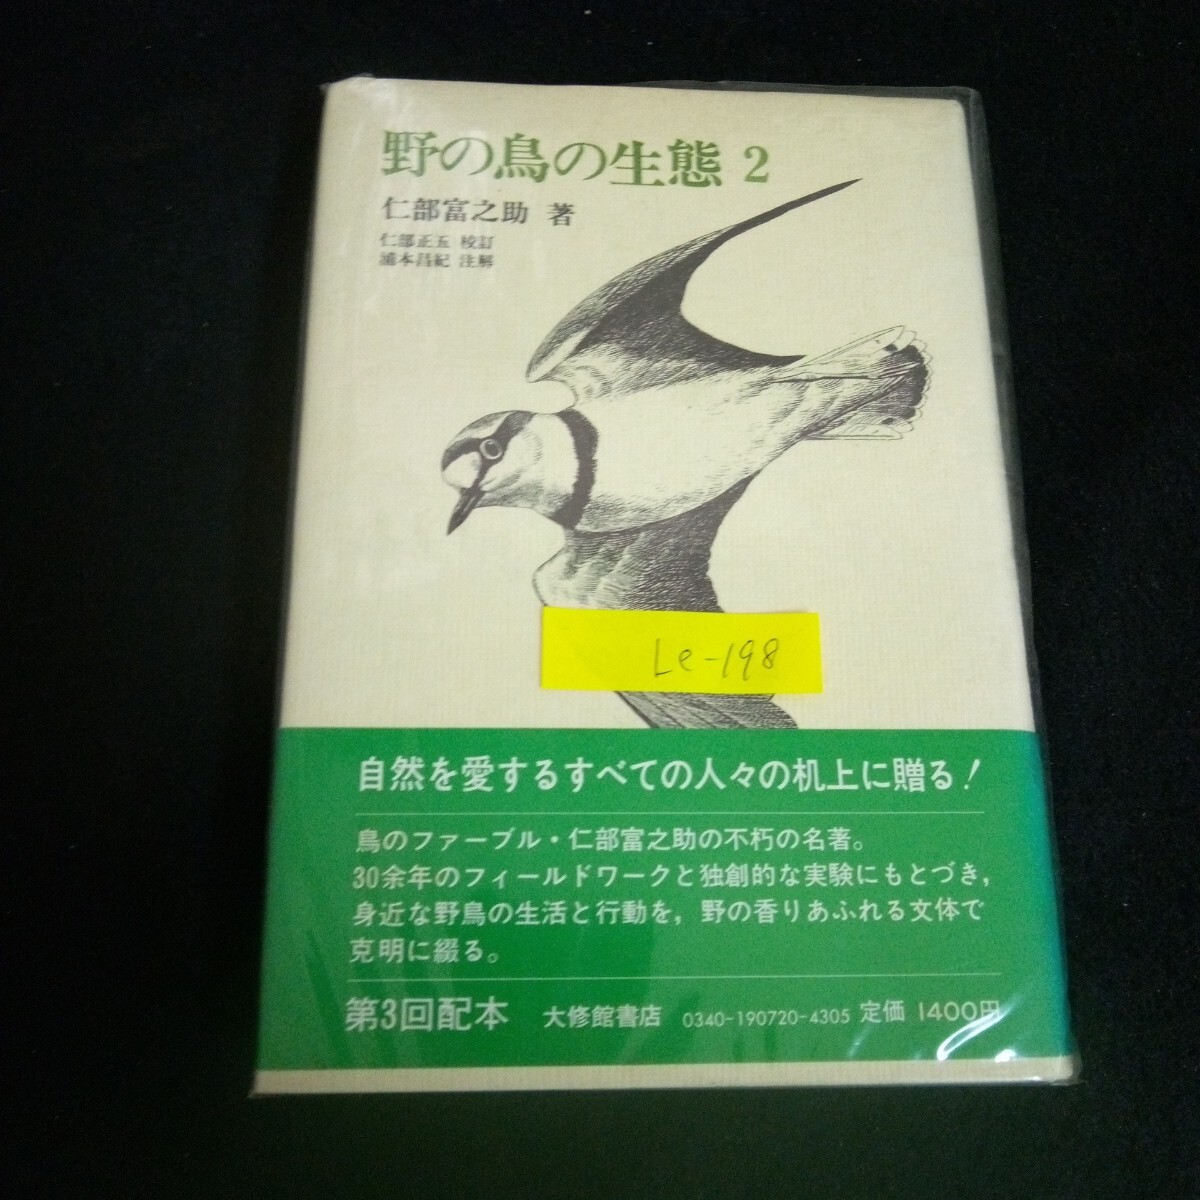 野の鳥の生態 2
仁部富之助 著
仁部正五 校訂
浦本昌紀 注解
Le-198
自然を愛するすべての人々の机上に贈る！
鳥のファーブル・仁部富之助の不朽の名著。
30余年のフィールドワークと独創的な実験にもとづき，
身近な野鳥の生活と行動を，野の香りあふれる文体で
克明に綴る。
第3回配本 大修館書店 0340-190720-4305 定価 1400円